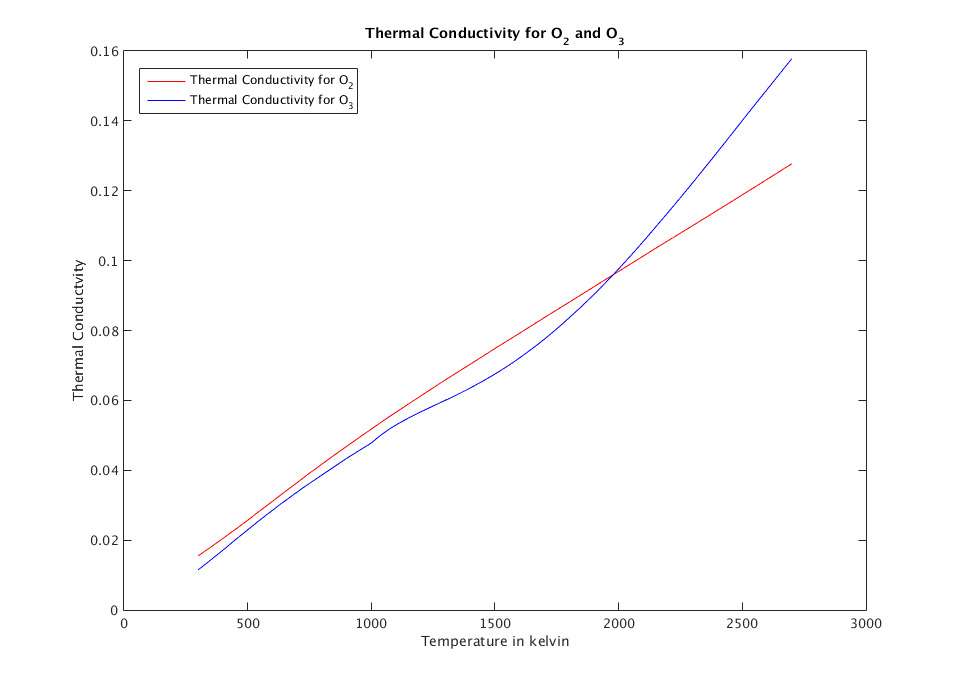 Thermal Conductivity for O2 and O3
Thermal Conductivity for O2
Thermal Conductivity for O3
Thermal Conductvity
0.16
0.14
0.12
0.1
0.08
0.06
0.04
0.02
0
0 500 1000 1500 2000 2500 3000
Temperature in kelvin